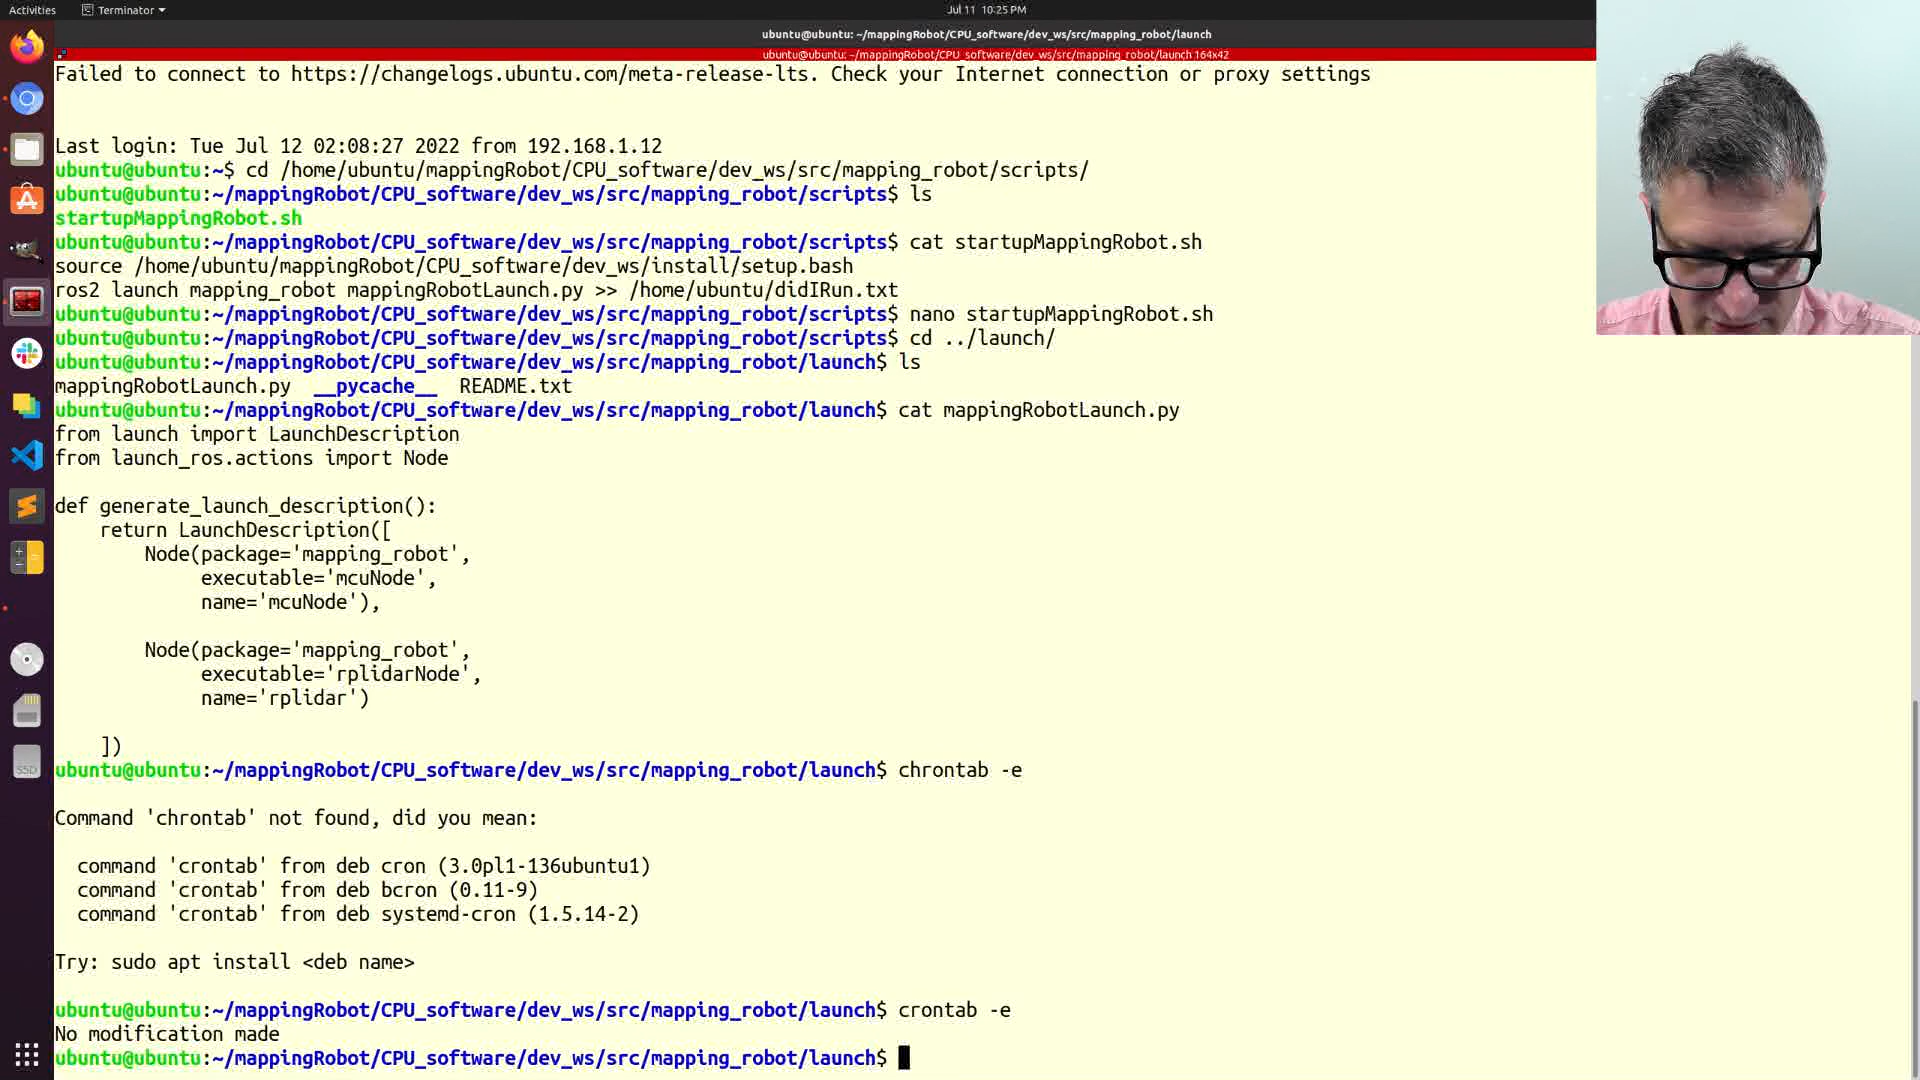 Activities
Terminator
Jul 11 10:25 PM
ubuntu@ubuntu: ~/mappingRobot/CPU_software/dev_ws/src/mapping_robot/launch
ubuntu@ubuntu: ~/mappingRobot/CPU_software/dev_ws/src/mapping_robot/launch 164x42
Failed to connect to https://changelogs.ubuntu.com/meta-release-lts. Check your Internet connection or proxy settings
Last login: Tue Jul 12 02:08:27 2022 from 192.168.1.12
ubuntu@ubuntu:~$ cd /home/ubuntu/mappingRobot/CPU_software/dev_ws/src/mapping_robot/scripts/
ubuntu@ubuntu:~/mappingRobot/CPU_software/dev_ws/src/mapping_robot/scripts$ ls
startupMappingRobot.sh
ubuntu@ubuntu:~/mappingRobot/CPU_software/dev_ws/src/mapping_robot/scripts$ cat startupMappingRobot.sh
source /home/ubuntu/mappingRobot/CPU_software/dev_ws/install/setup.bash
ros2 launch mapping_robot mappingRobotLaunch.py >> /home/ubuntu/didIRun.txt
ubuntu@ubuntu:~/mappingRobot/CPU_software/dev_ws/src/mapping_robot/scripts$ nano startupMappingRobot.sh
ubuntu@ubuntu:~/mappingRobot/CPU_software/dev_ws/src/mapping_robot/scripts$ cd ../launch/
ubuntu@ubuntu:~/mappingRobot/CPU_software/dev_ws/src/mapping_robot/launch$ ls
mappingRobotLaunch.py  __pycache__  README.txt
ubuntu@ubuntu:~/mappingRobot/CPU_software/dev_ws/src/mapping_robot/launch$ cat mappingRobotLaunch.py
from launch import LaunchDescription
from launch_ros.actions import Node
def generate_launch_description():
    return LaunchDescription([
        Node(package='mapping_robot',
             executable='mcuNode',
             name='mcuNode'),
        Node(package='mapping_robot',
             executable='rplidarNode',
             name='rplidar')
    ])
ubuntu@ubuntu:~/mappingRobot/CPU_software/dev_ws/src/mapping_robot/launch$ chrontab -e
Command 'chrontab' not found, did you mean:
  command 'crontab' from deb cron (3.0pl1-136ubuntu1)
  command 'crontab' from deb bcron (0.11-9)
  command 'crontab' from deb systemd-cron (1.5.14-2)
Try: sudo apt install <deb name>
ubuntu@ubuntu:~/mappingRobot/CPU_software/dev_ws/src/mapping_robot/launch$ crontab -e
No modification made
ubuntu@ubuntu:~/mappingRobot/CPU_software/dev_ws/src/mapping_robot/launch$
SSD